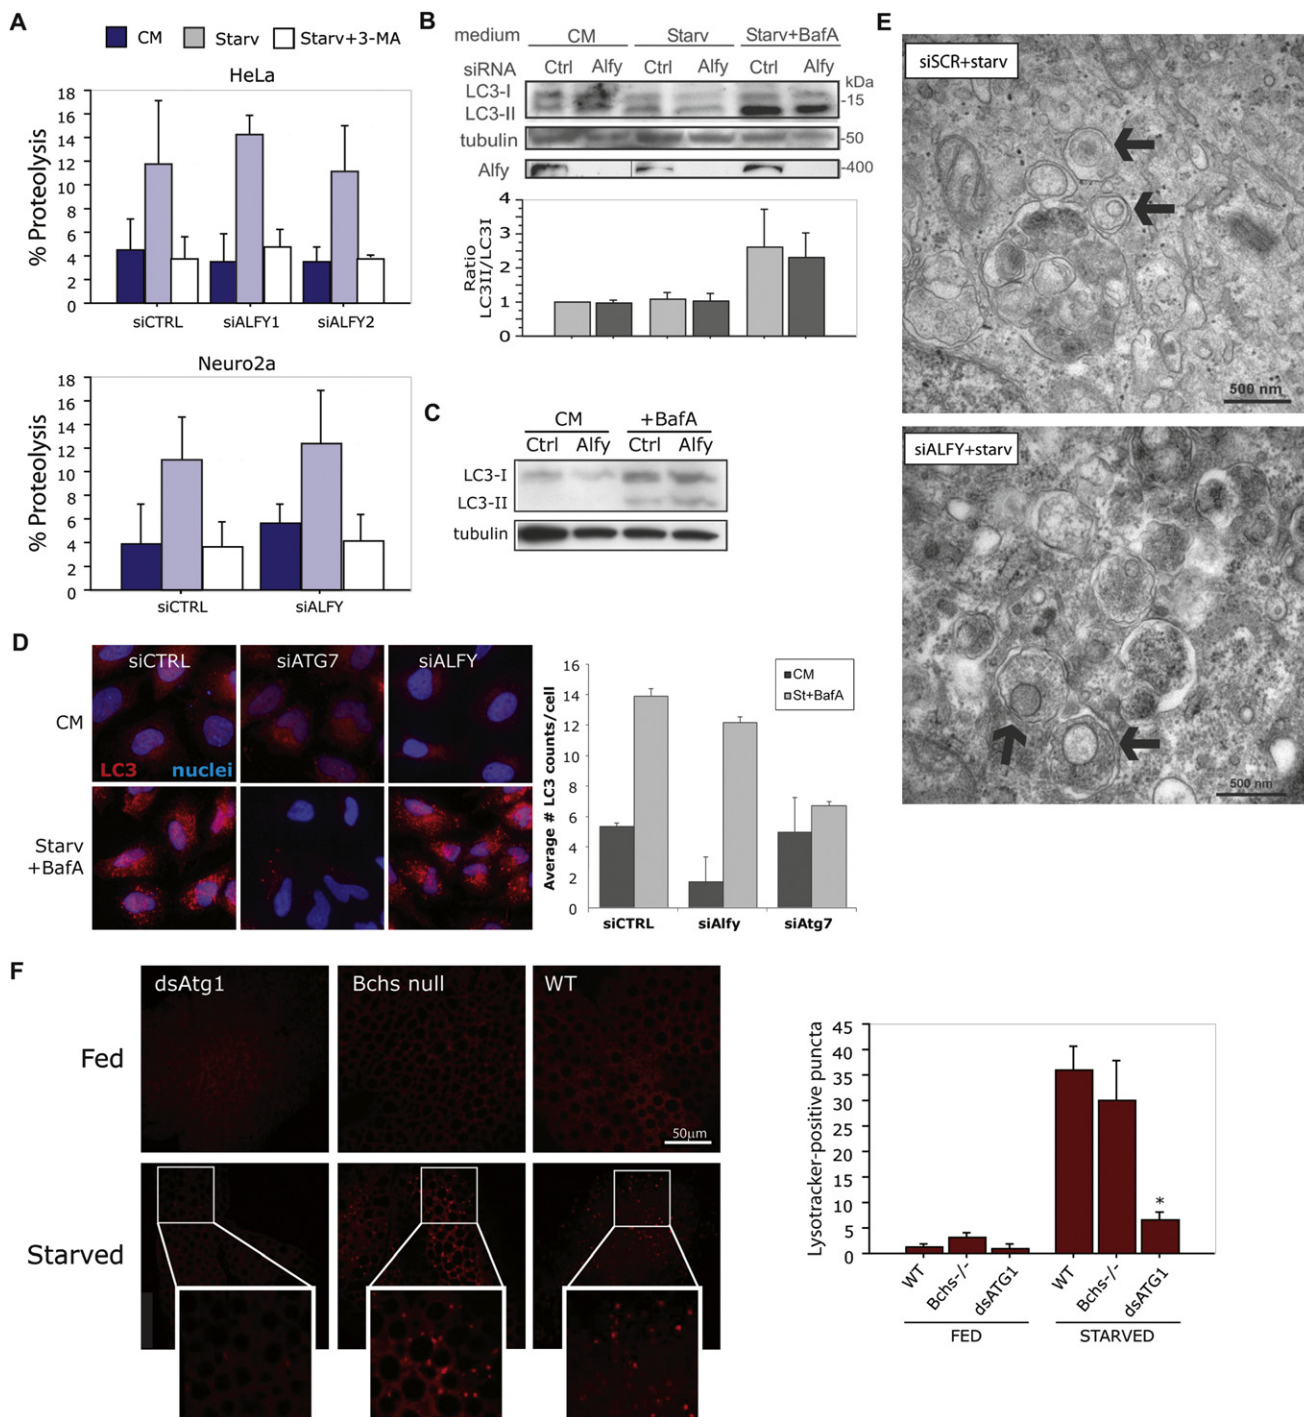 A
CM Starv Starv+3-MA
HeLa
% Proteolysis
18
16
14
12
10
8
6
4
2
0
siCTRL siALFY1 siALFY2
Neuro2a
% Proteolysis
18
16
14
12
10
8
6
4
2
0
siCTRL siALFY
B
medium CM Starv Starv+BafA
siRNA Ctrl Alfy Ctrl Alfy Ctrl Alfy kDa
LC3-I
-15
LC3-II
tubulin -50
Alfy -400
Ratio
LC3II/LC3I
4
3
2
1
0
C
CM +BafA
Ctrl Alfy Ctrl Alfy
LC3-I
LC3-II
tubulin
D
siCTRL siATG7 siALFY
CM
LC3 nuclei
Starv
+BafA
Average # LC3 counts/cell
16
14
12
10
8
6
4
2
0
CM
St+BafA
siCTRL siAlfy siAtg7
E
siSCR+starv
500 nm
siALFY+starv
500 nm
F
dsAtg1 Bchs null WT
Fed
50μm
Starved
Lysotracker-positive puncta
45
40
35
30
25
20
15
10
5
0
*
WT Bchs-/- dsATG1 WT Bchs-/- dsATG1
FED STARVED